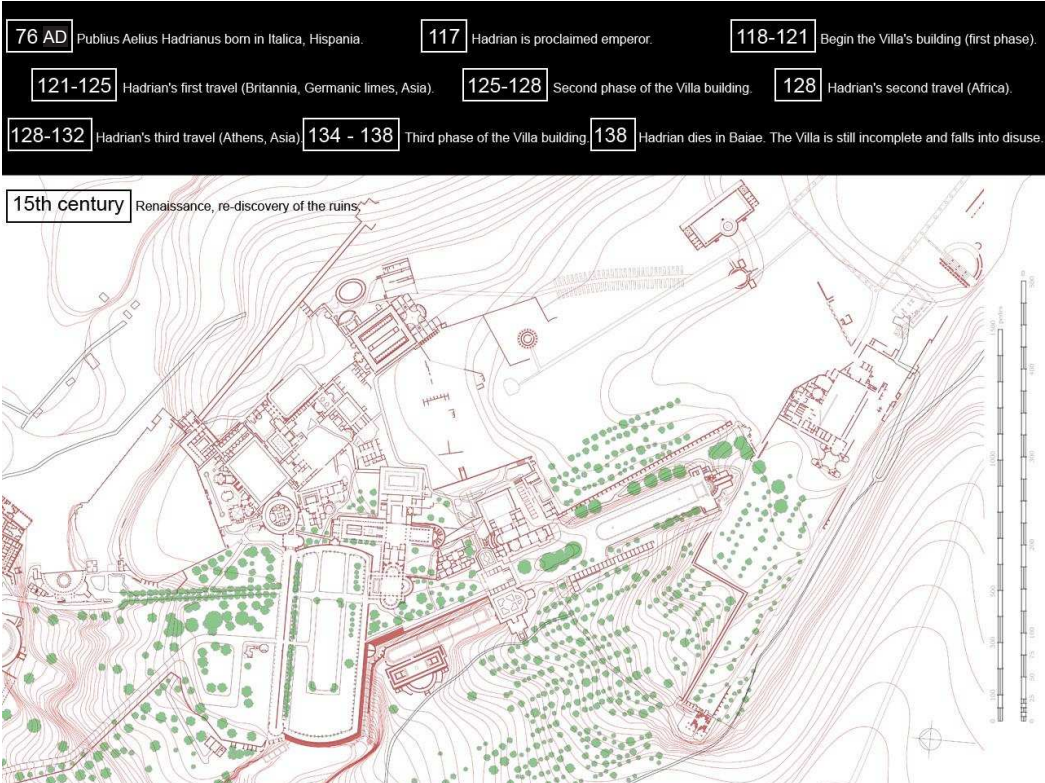 76 AD Publius Aelius Hadrianus born in Italica, Hispania. 117 Hadrian is proclaimed emperor. 118-121 Begin the Villa's building (first phase).
121-125 Hadrian's first travel (Britannia, Germanic limes, Asia). 125-128 Second phase of the Villa building. 128 Hadrian's second travel (Africa).
128-132 Hadrian's third travel (Athens, Asia). 134 - 138 Third phase of the Villa building. 138 Hadrian dies in Baiae. The Villa is still incomplete and falls into disuse.
15th century Renaissance, re-discovery of the ruins.